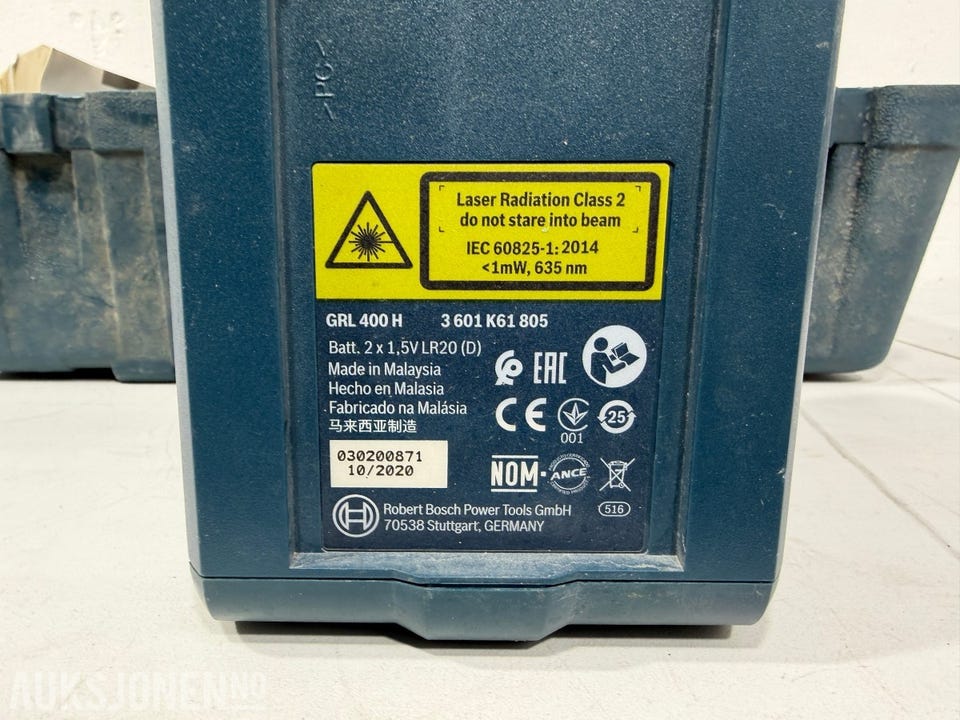 >PC<
Laser Radiation Class 2
do not stare into beam
IEC 60825-1: 2014
<1mW, 635 nm
GRL 400 H 3 601 K61 805
Batt. 2 x 1,5V LR20 (D)
Made in Malaysia
Hecho en Malasia
Fabricado na Malásia
马来西亚制造
EAC
CE
001
25
030200871
10/2020
NOM-ANCE
Robert Bosch Power Tools GmbH
70538 Stuttgart, GERMANY
516
AUKSJONEN.NO